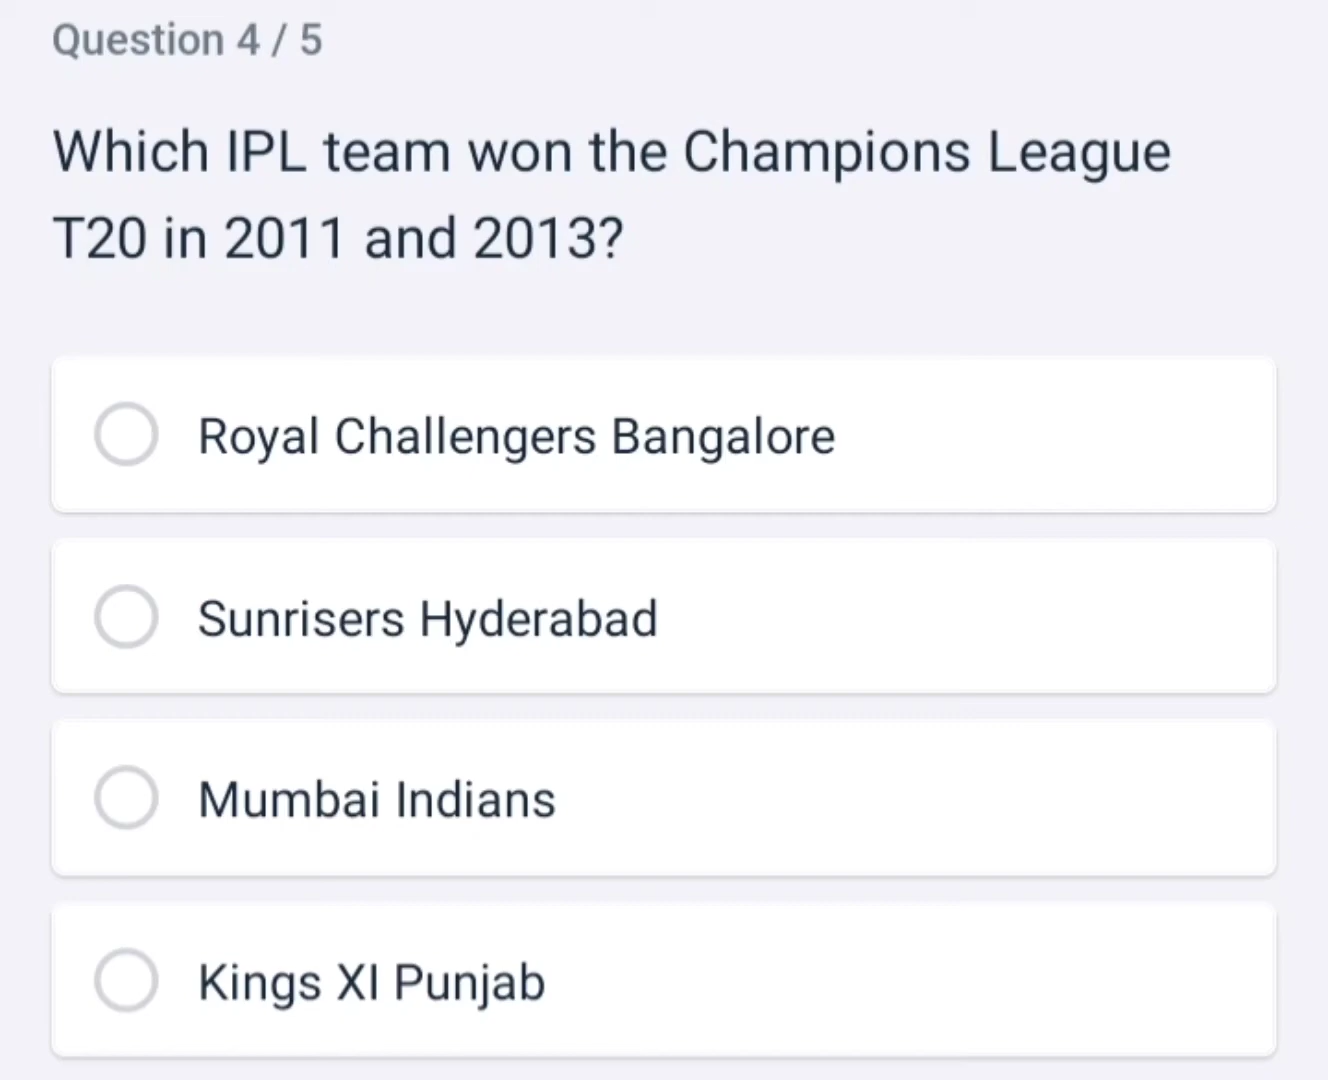 Question 4 / 5
Which IPL team won the Champions League
T20 in 2011 and 2013?
Royal Challengers Bangalore
Sunrisers Hyderabad
Mumbai Indians
Kings XI Punjab